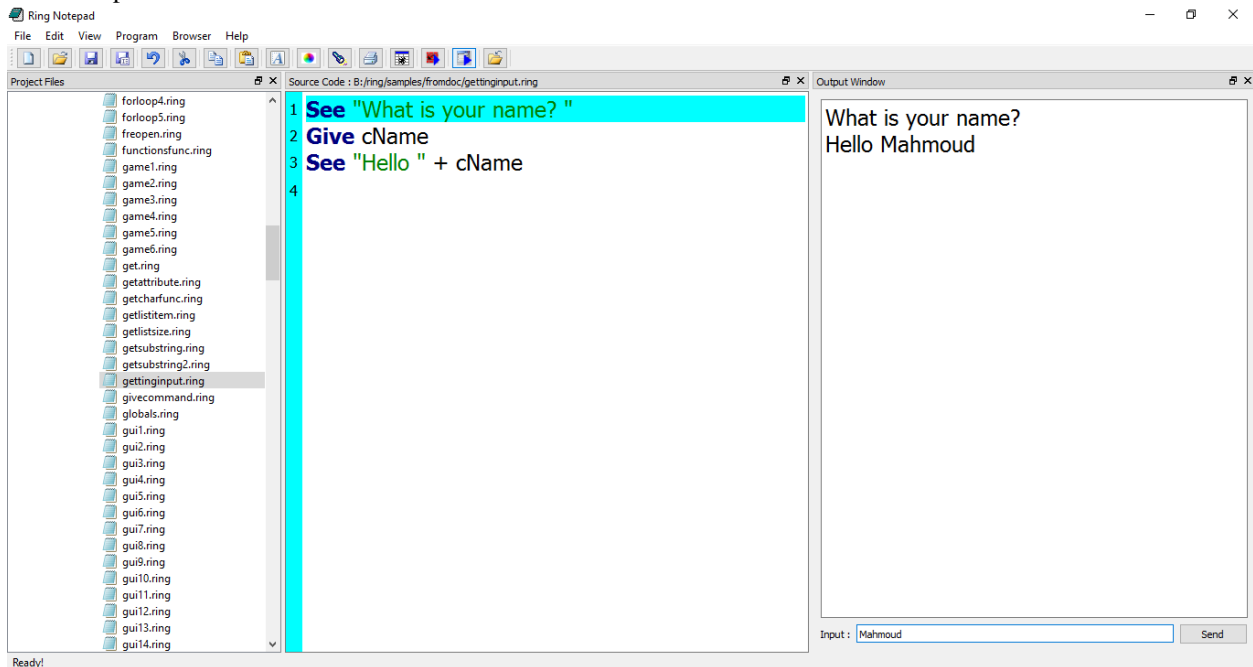 Ring Notepad
File Edit View Program Browser Help
Project Files
forloop4.ring
forloop5.ring
freopen.ring
functionsfunc.ring
game1.ring
game2.ring
game3.ring
game4.ring
game5.ring
game6.ring
get.ring
getattribute.ring
getcharfunc.ring
getlistitem.ring
getlistsize.ring
getsubstring.ring
getsubstring2.ring
gettinginput.ring
givecommand.ring
globals.ring
gui1.ring
gui2.ring
gui3.ring
gui4.ring
gui5.ring
gui6.ring
gui7.ring
gui8.ring
gui9.ring
gui10.ring
gui11.ring
gui12.ring
gui13.ring
gui14.ring
Source Code : B:/ring/samples/fromdoc/gettinginput.ring
1 See "What is your name? "
2 Give cName
3 See "Hello " + cName
4
Output Window
What is your name?
Hello Mahmoud
Input : Mahmoud Send
Ready!